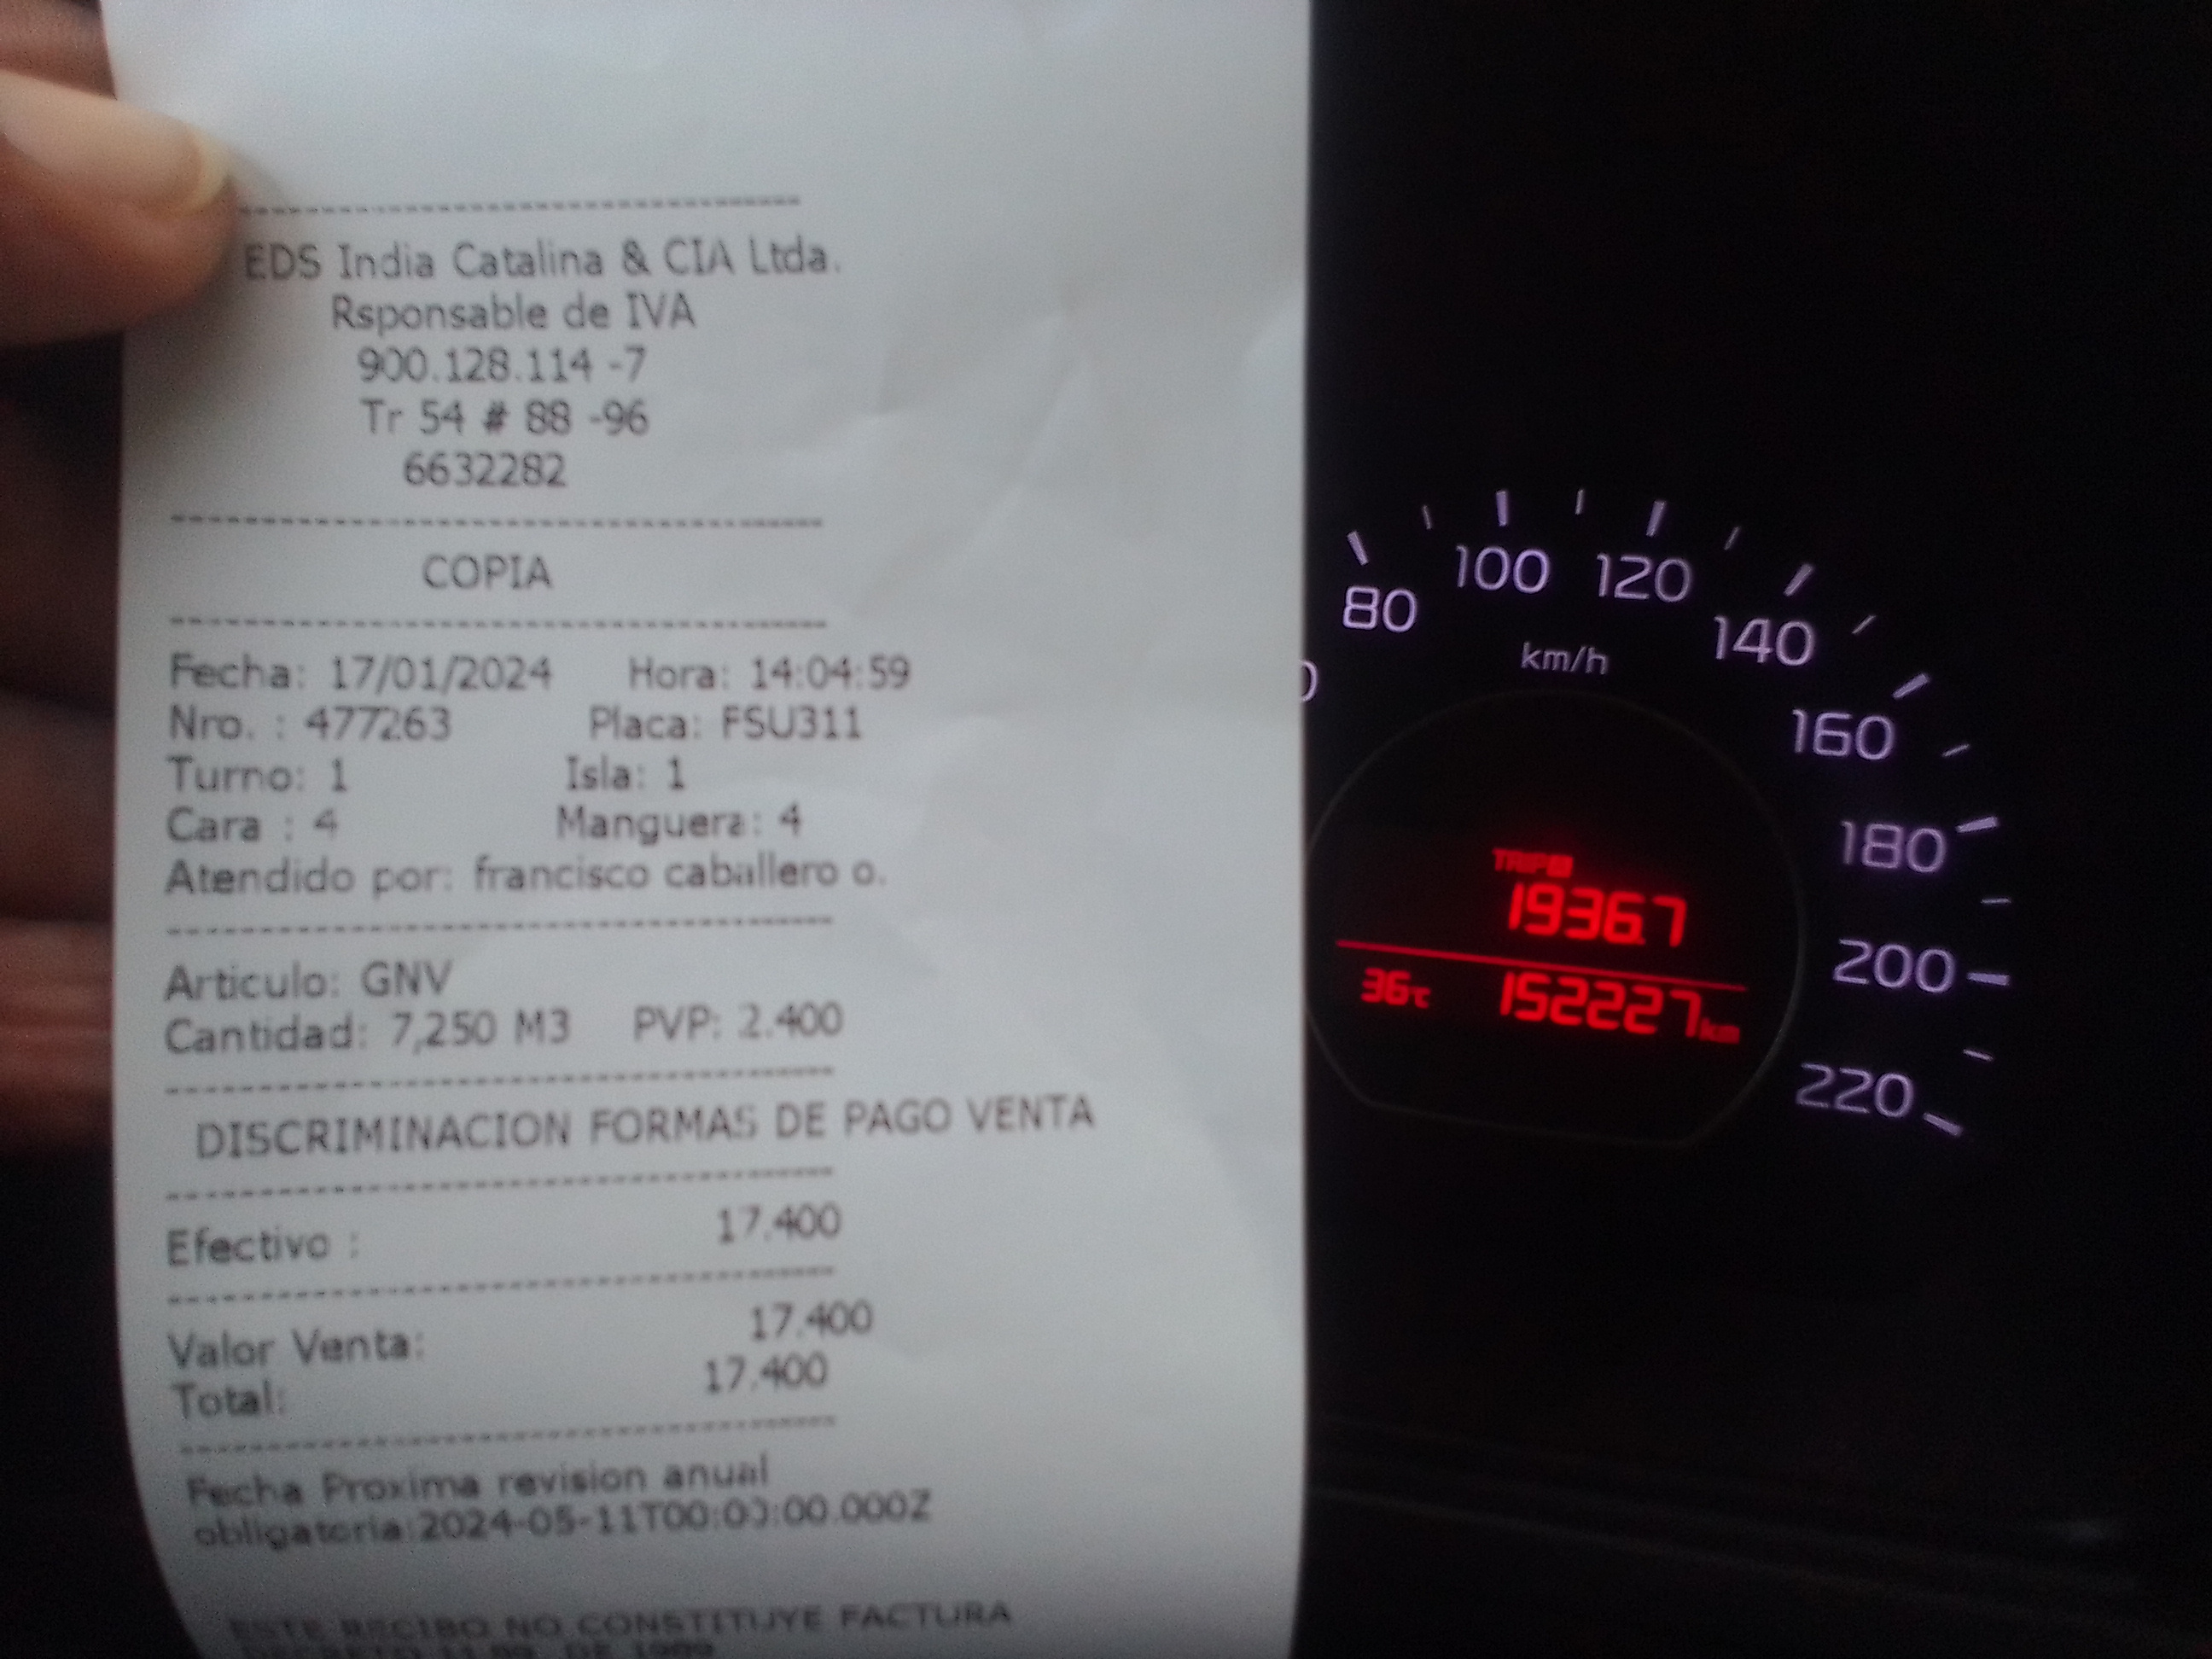 EDS India Catalina & CIA Ltda.
Rsponsable de IVA
900.128.114 -7
Tr 54 # 88 -96
6632282
COPIA
Fecha: 17/01/2024 Hora: 14:04:59
Nro. : 477263 Placa: FSU311
Turno: 1 Isla: 1
Cara : 4 Manguera: 4
Atendido por: francisco caballero o.
Articulo: GNV
Cantidad: 7,250 M3 PVP: 2.400
DISCRIMINACION FORMAS DE PAGO VENTA
Efectivo : 17.400
Valor Venta: 17.400
Total: 17.400
Fecha Proxima revision anual
obligatoria:2024-05-11T00:00:00.000Z
ESTE RECIBO NO CONSTITUYE FACTURA
80 100 120 140 160 180 200 220
km/h
TRIP
1936.7
36°C 152227 km